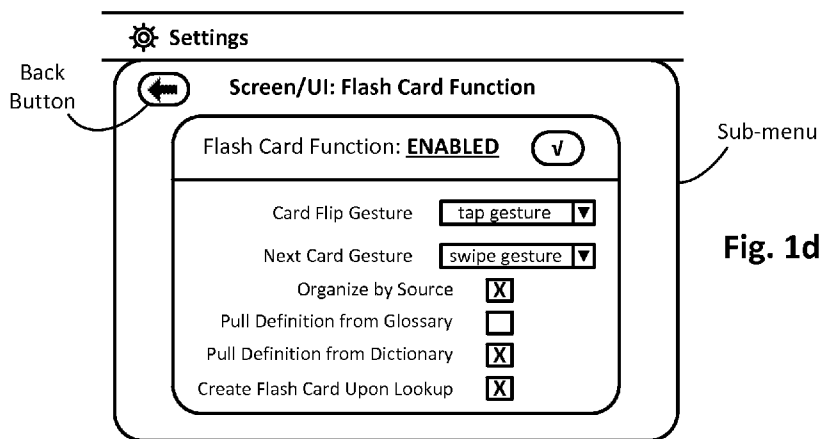 Settings
Back
Button
Screen/UI: Flash Card Function
Flash Card Function: ENABLED √
Sub-menu
Card Flip Gesture tap gesture ▼
Fig. 1d
Next Card Gesture swipe gesture ▼
Organize by Source X
Pull Definition from Glossary
Pull Definition from Dictionary X
Create Flash Card Upon Lookup X